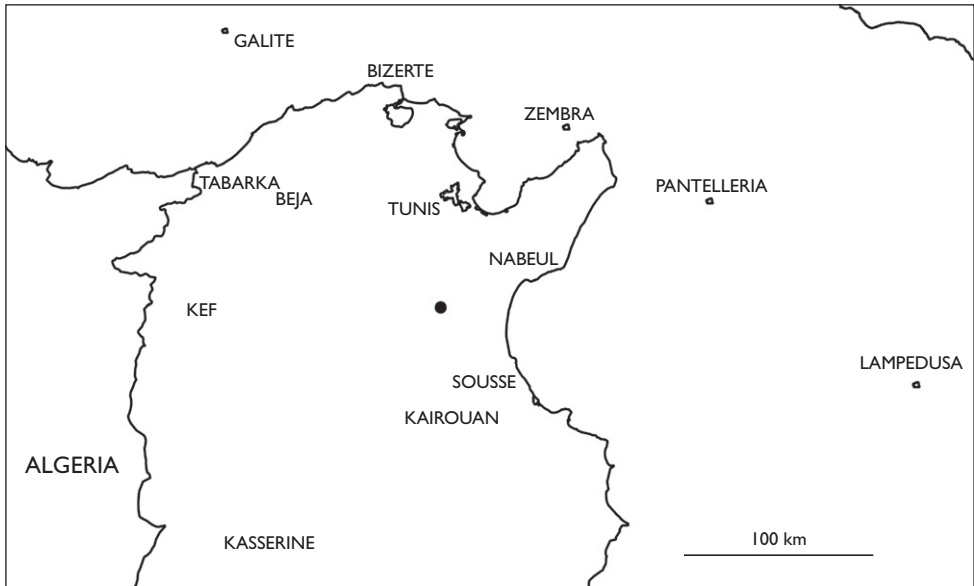 GALITE
BIZERTE
ZEMBRA
TABARKA
BEJA
TUNIS
PANTELLERIA
NABEUL
KEF
LAMPEDUSA
SOUSSE
KAIROUAN
ALGERIA
KASSERINE
100 km